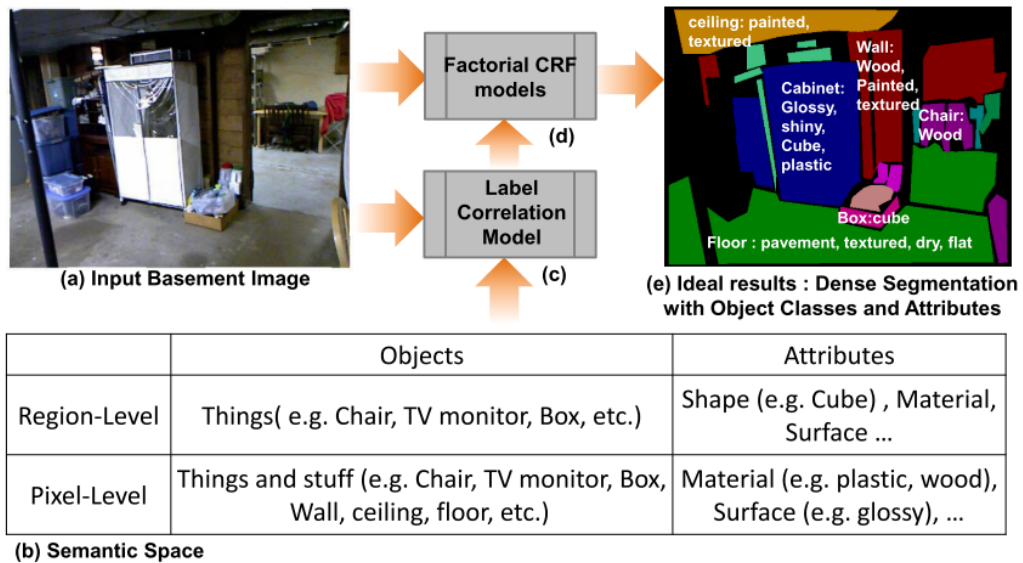 Factorial CRF
models
(d)
Label
Correlation
Model
(c)
(a) Input Basement Image
ceiling: painted,
textured
Wall:
Wood,
Painted,
textured
Cabinet:
Glossy,
shiny,
Cube,
plastic
Chair:
Wood
Box:cube
Floor : pavement, textured, dry, flat
(e) Ideal results : Dense Segmentation
with Object Classes and Attributes
Objects
Attributes
Region-Level
Things( e.g. Chair, TV monitor, Box, etc.)
Shape (e.g. Cube) , Material,
Surface ...
Pixel-Level
Things and stuff (e.g. Chair, TV monitor, Box,
Wall, ceiling, floor, etc.)
Material (e.g. plastic, wood),
Surface (e.g. glossy), ...
(b) Semantic Space